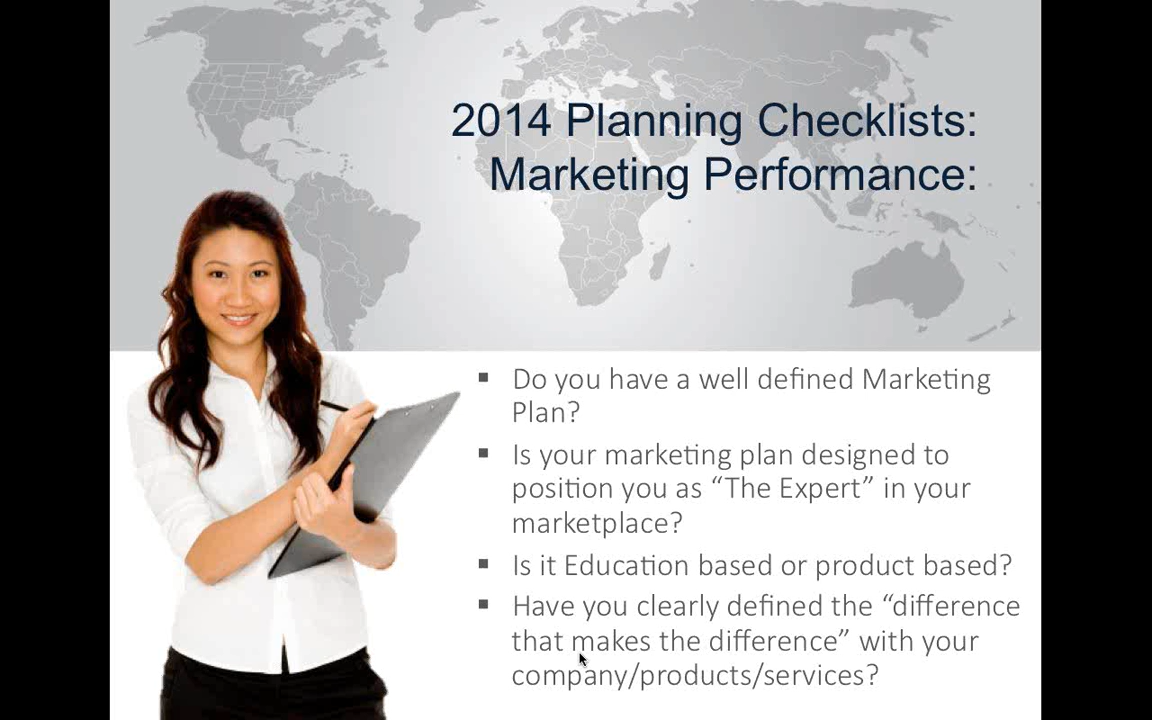 2014 Planning Checklists:
Marketing Performance:
▪ Do you have a well defined Marketing
Plan?
▪ Is your marketing plan designed to
position you as “The Expert” in your
marketplace?
▪ Is it Education based or product based?
▪ Have you clearly defined the “difference
that makes the difference” with your
company/products/services?